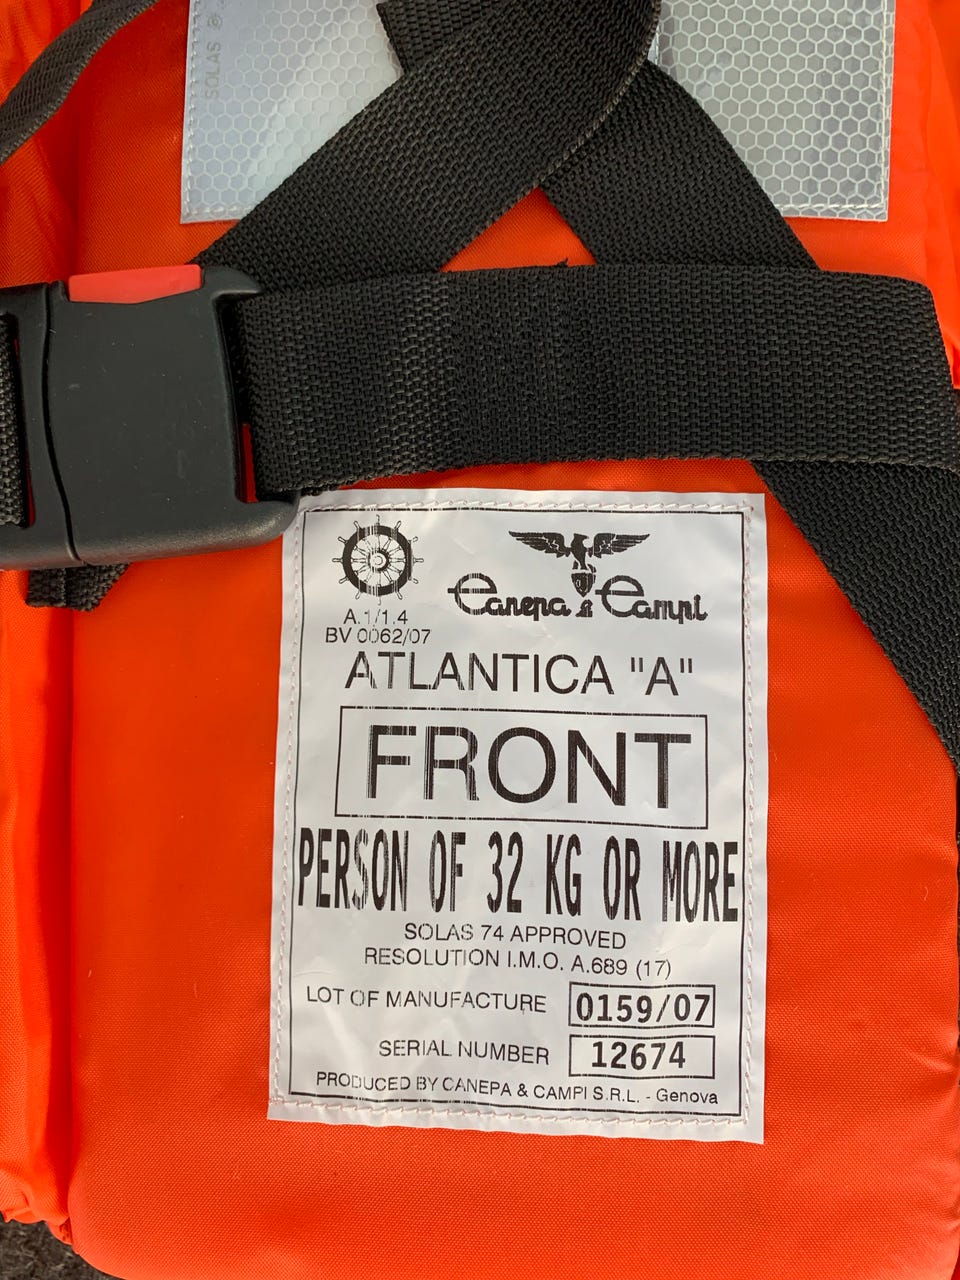 SOLAS
A.1/1.4
BV 0062/07
Canepa & Campi
ATLANTICA "A"
FRONT
PERSON OF 32 KG OR MORE
SOLAS 74 APPROVED
RESOLUTION I.M.O. A.689 (17)
LOT OF MANUFACTURE 0159/07
SERIAL NUMBER 12674
PRODUCED BY CANEPA & CAMPI S.R.L. - Genova